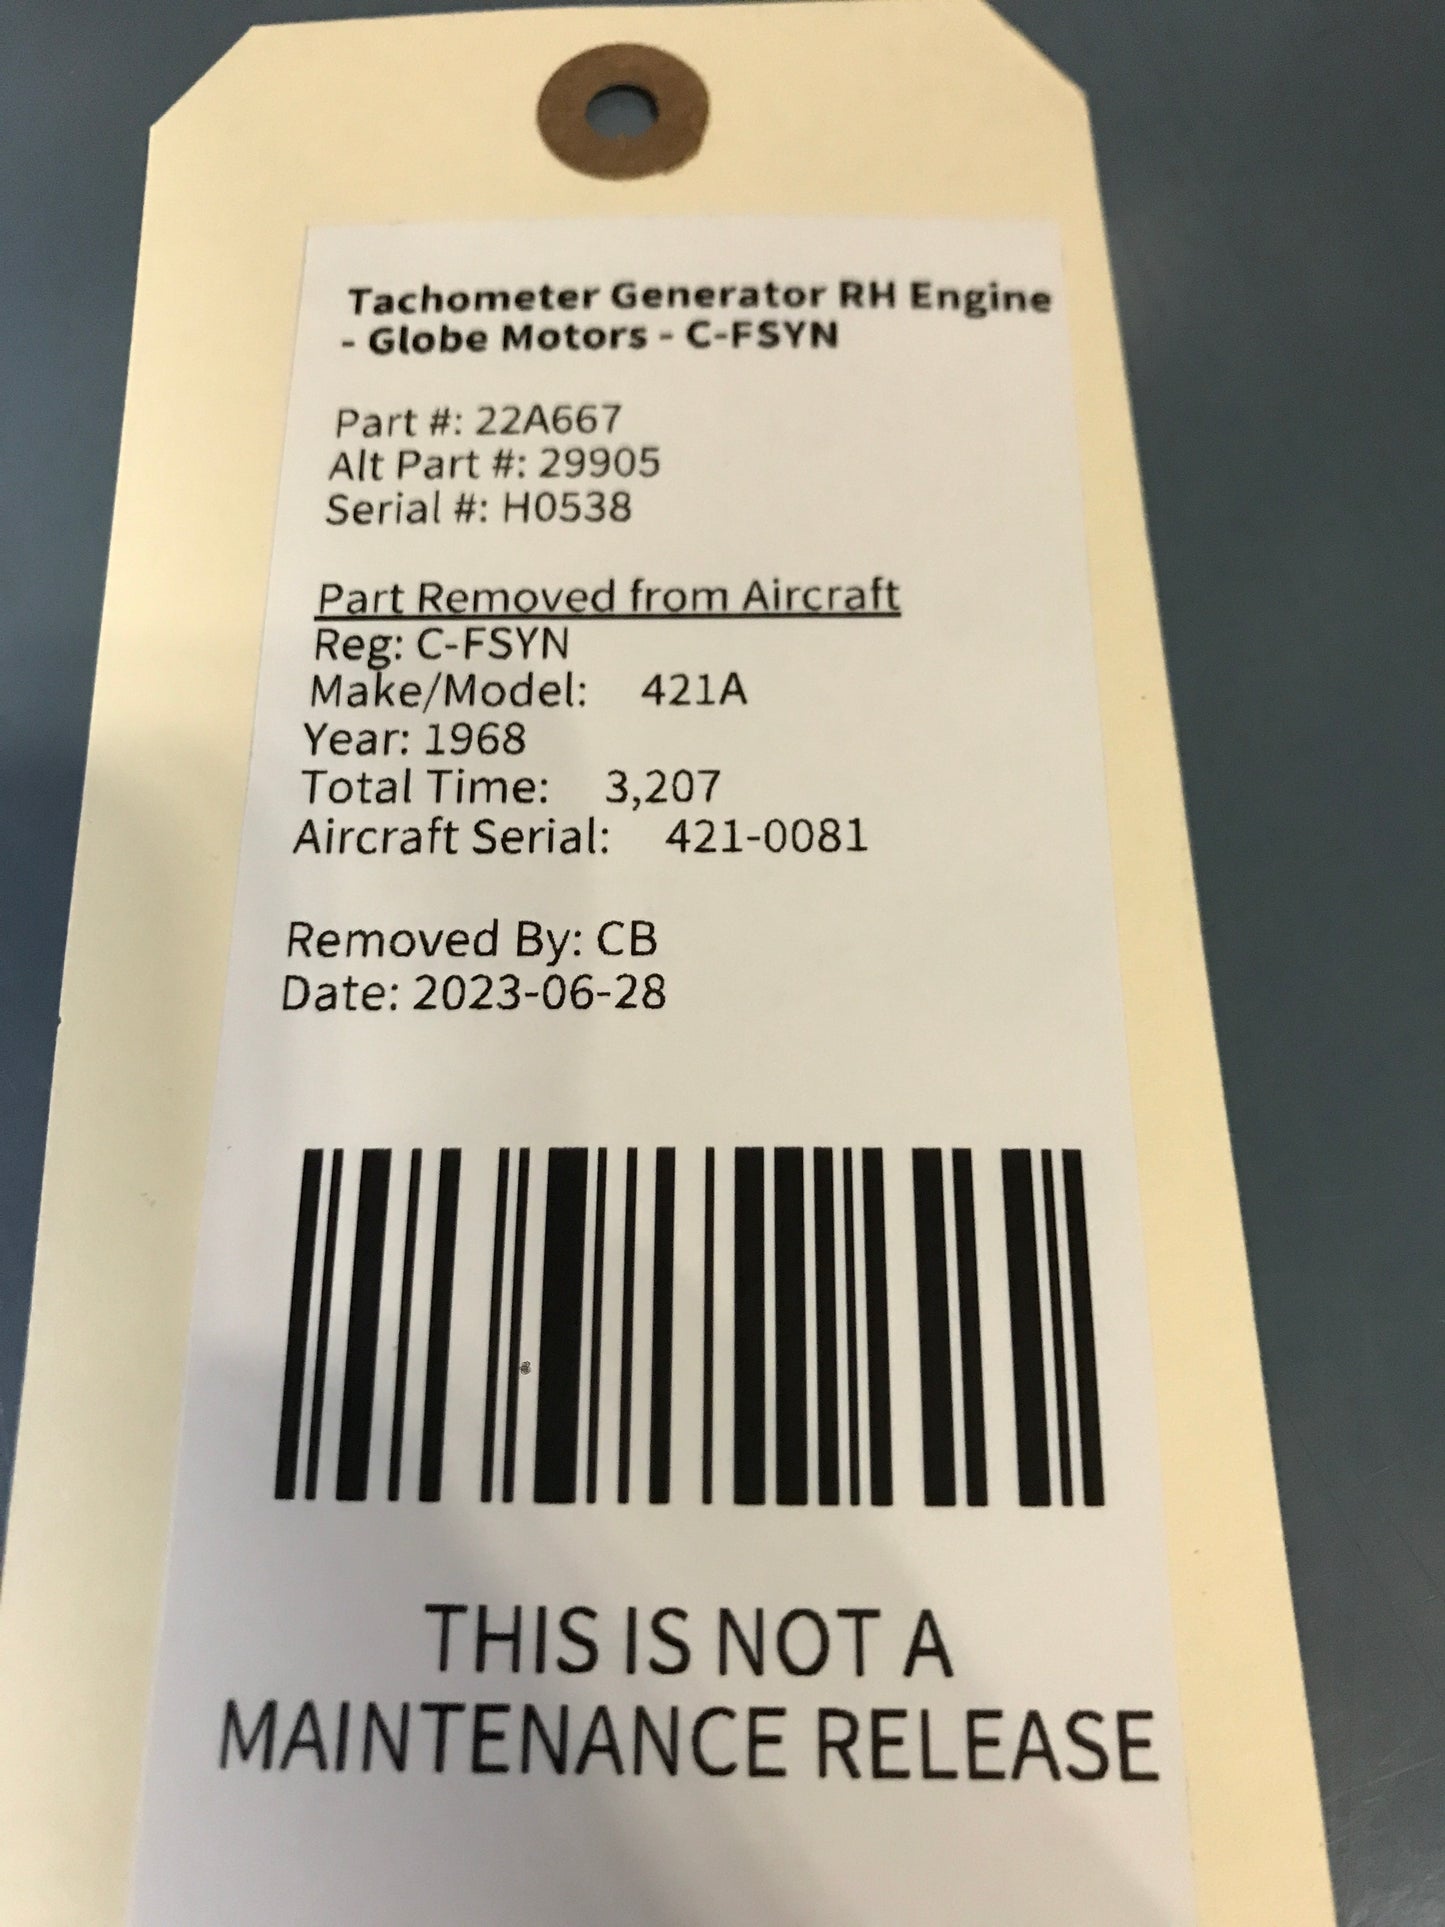 Tachometer Generator RH Engine
- Globe Motors - C-FSYN
Part #: 22A667
Alt Part #: 29905
Serial #: H0538
Part Removed from Aircraft
Reg: C-FSYN
Make/Model: 421A
Year: 1968
Total Time: 3,207
Aircraft Serial: 421-0081
Removed By: CB
Date: 2023-06-28
THIS IS NOT A
MAINTENANCE RELEASE